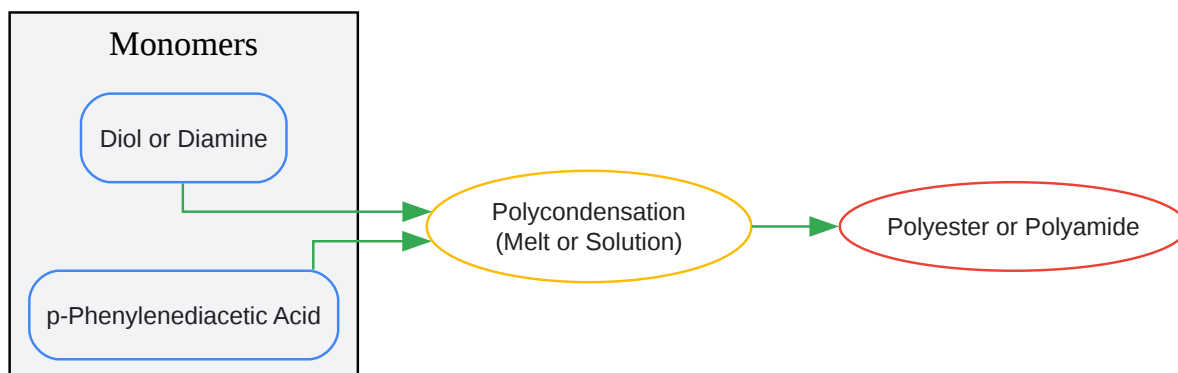 Monomers
Diol or Diamine
p-Phenylenediacetic Acid
Polycondensation
(Melt or Solution)
Polyester or Polyamide